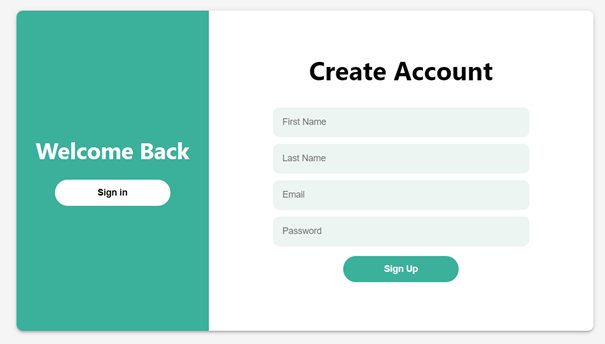 Welcome Back
Sign in
Create Account
First Name
Last Name
Email
Password
Sign Up